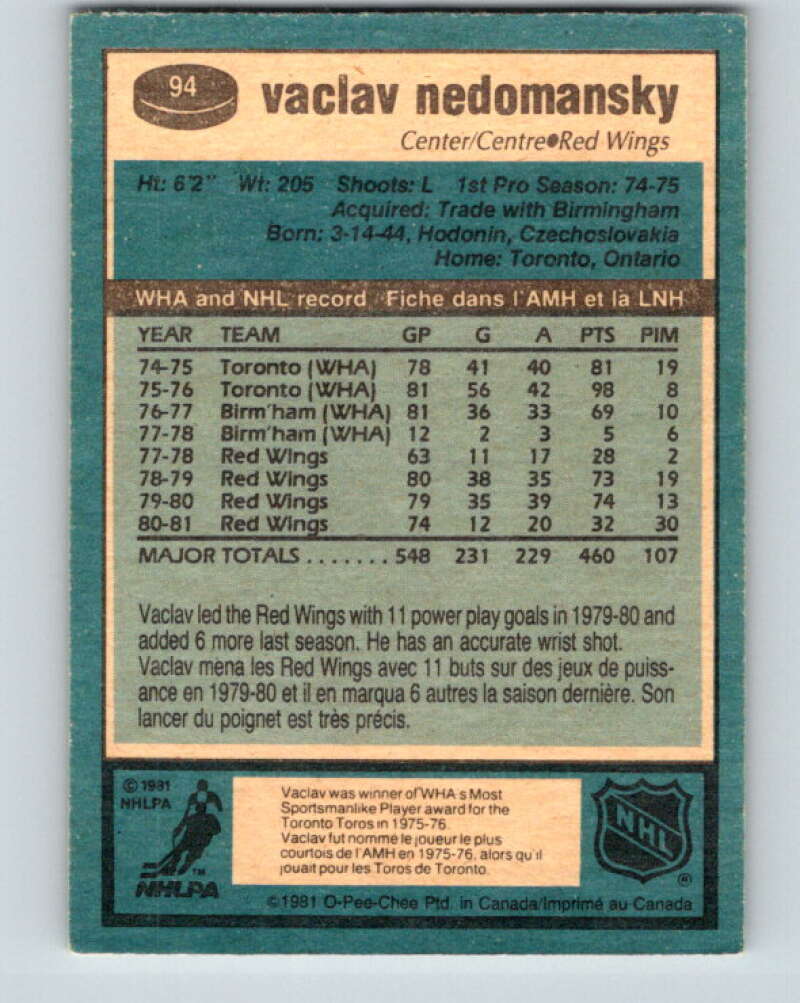 94
vaclav nedomansky
Center/Centre•Red Wings
Ht: 6'2" Wt: 205 Shoots: L 1st Pro Season: 74-75
Acquired: Trade with Birmingham
Born: 3-14-44, Hodonin, Czechoslovakia
Home: Toronto, Ontario
WHA and NHL record Fiche dans l'AMH et la LNH
YEAR TEAM GP G A PTS PIM
74-75 Toronto (WHA) 78 41 40 81 19
75-76 Toronto (WHA) 81 56 42 98 8
76-77 Birm'ham (WHA) 81 36 33 69 10
77-78 Birm'ham (WHA) 12 2 3 5 6
77-78 Red Wings 63 11 17 28 2
78-79 Red Wings 80 38 35 73 19
79-80 Red Wings 79 35 39 74 13
80-81 Red Wings 74 12 20 32 30
MAJOR TOTALS ....... 548 231 229 460 107
Vaclav led the Red Wings with 11 power play goals in 1979-80 and
added 6 more last season. He has an accurate wrist shot.
Vaclav mena les Red Wings avec 11 buts sur des jeux de puiss-
ance en 1979-80 et il en marqua 6 autres la saison dernière. Son
lancer du poignet est très précis.
© 1981
NHLPA
NHLPA
TM
Vaclav was winner of WHA's Most
Sportsmanlike Player award for the
Toronto Toros in 1975-76.
Vaclav fut nommé le joueur le plus
courtois de l'AMH en 1975-76, alors qu'il
jouait pour les Toros de Toronto.
NHL
®
© 1981 O-Pee-Chee Ptd. in Canada/Imprimé au Canada